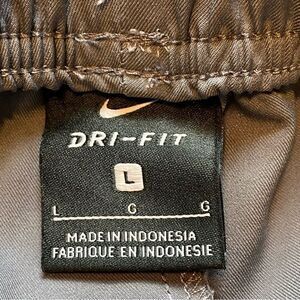 DRI-FIT
L
L G G
MADE IN INDONESIA
FABRIQUE EN INDONESIE